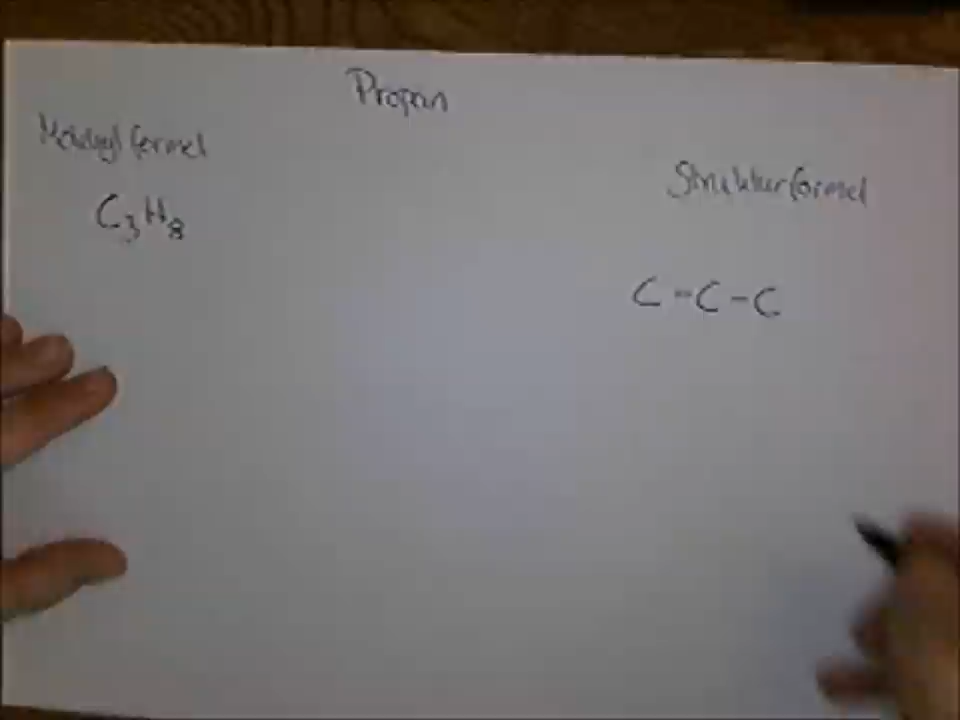 Propan
Molekylformel
Strukturformel
C₃H₈
C-C-C